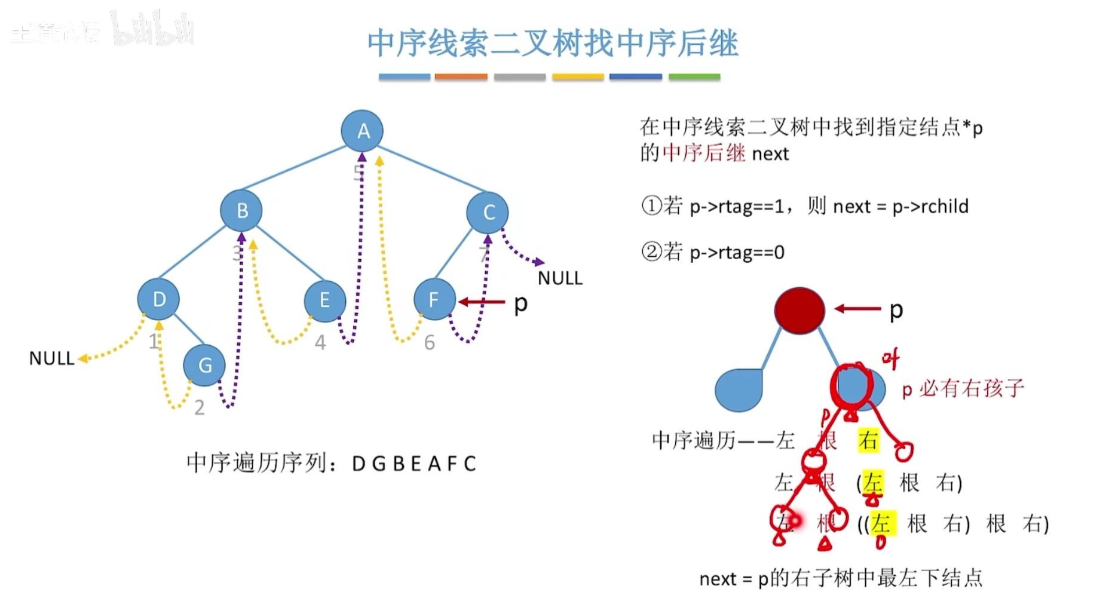 bilibili
中序线索二叉树找中序后继
在中序线索二叉树中找到指定结点*p
的中序后继 next
①若 p->rtag==1，则 next = p->rchild
②若 p->rtag==0
A
5
B
3
C
7
NULL
D
1
E
4
F
6
p
NULL
G
2
p
p 必有右孩子
p
中序遍历——左 根 右
左 根 (左 根 右)
左 根 ((左 根 右) 根 右)
中序遍历序列：D G B E A F C
next = p的右子树中最左下结点